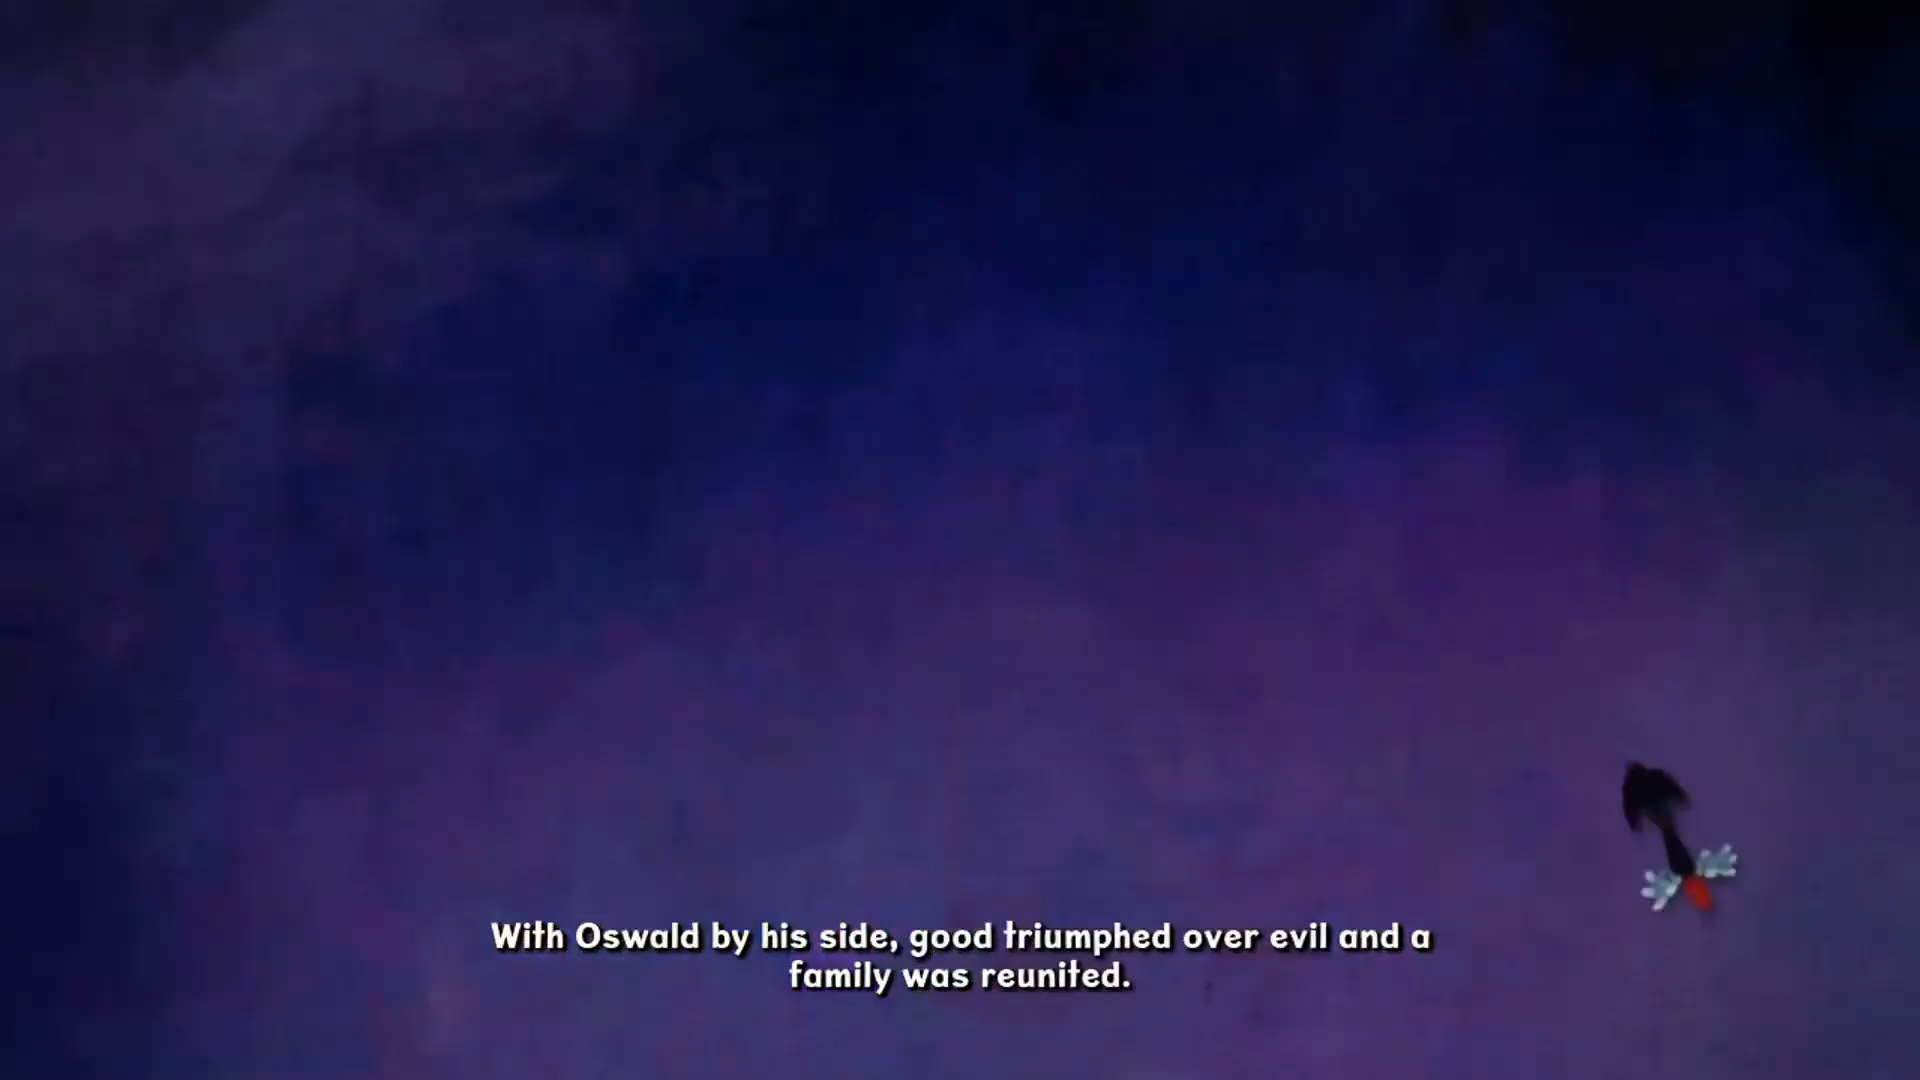 With Oswald by his side, good triumphed over evil and a
family was reunited.